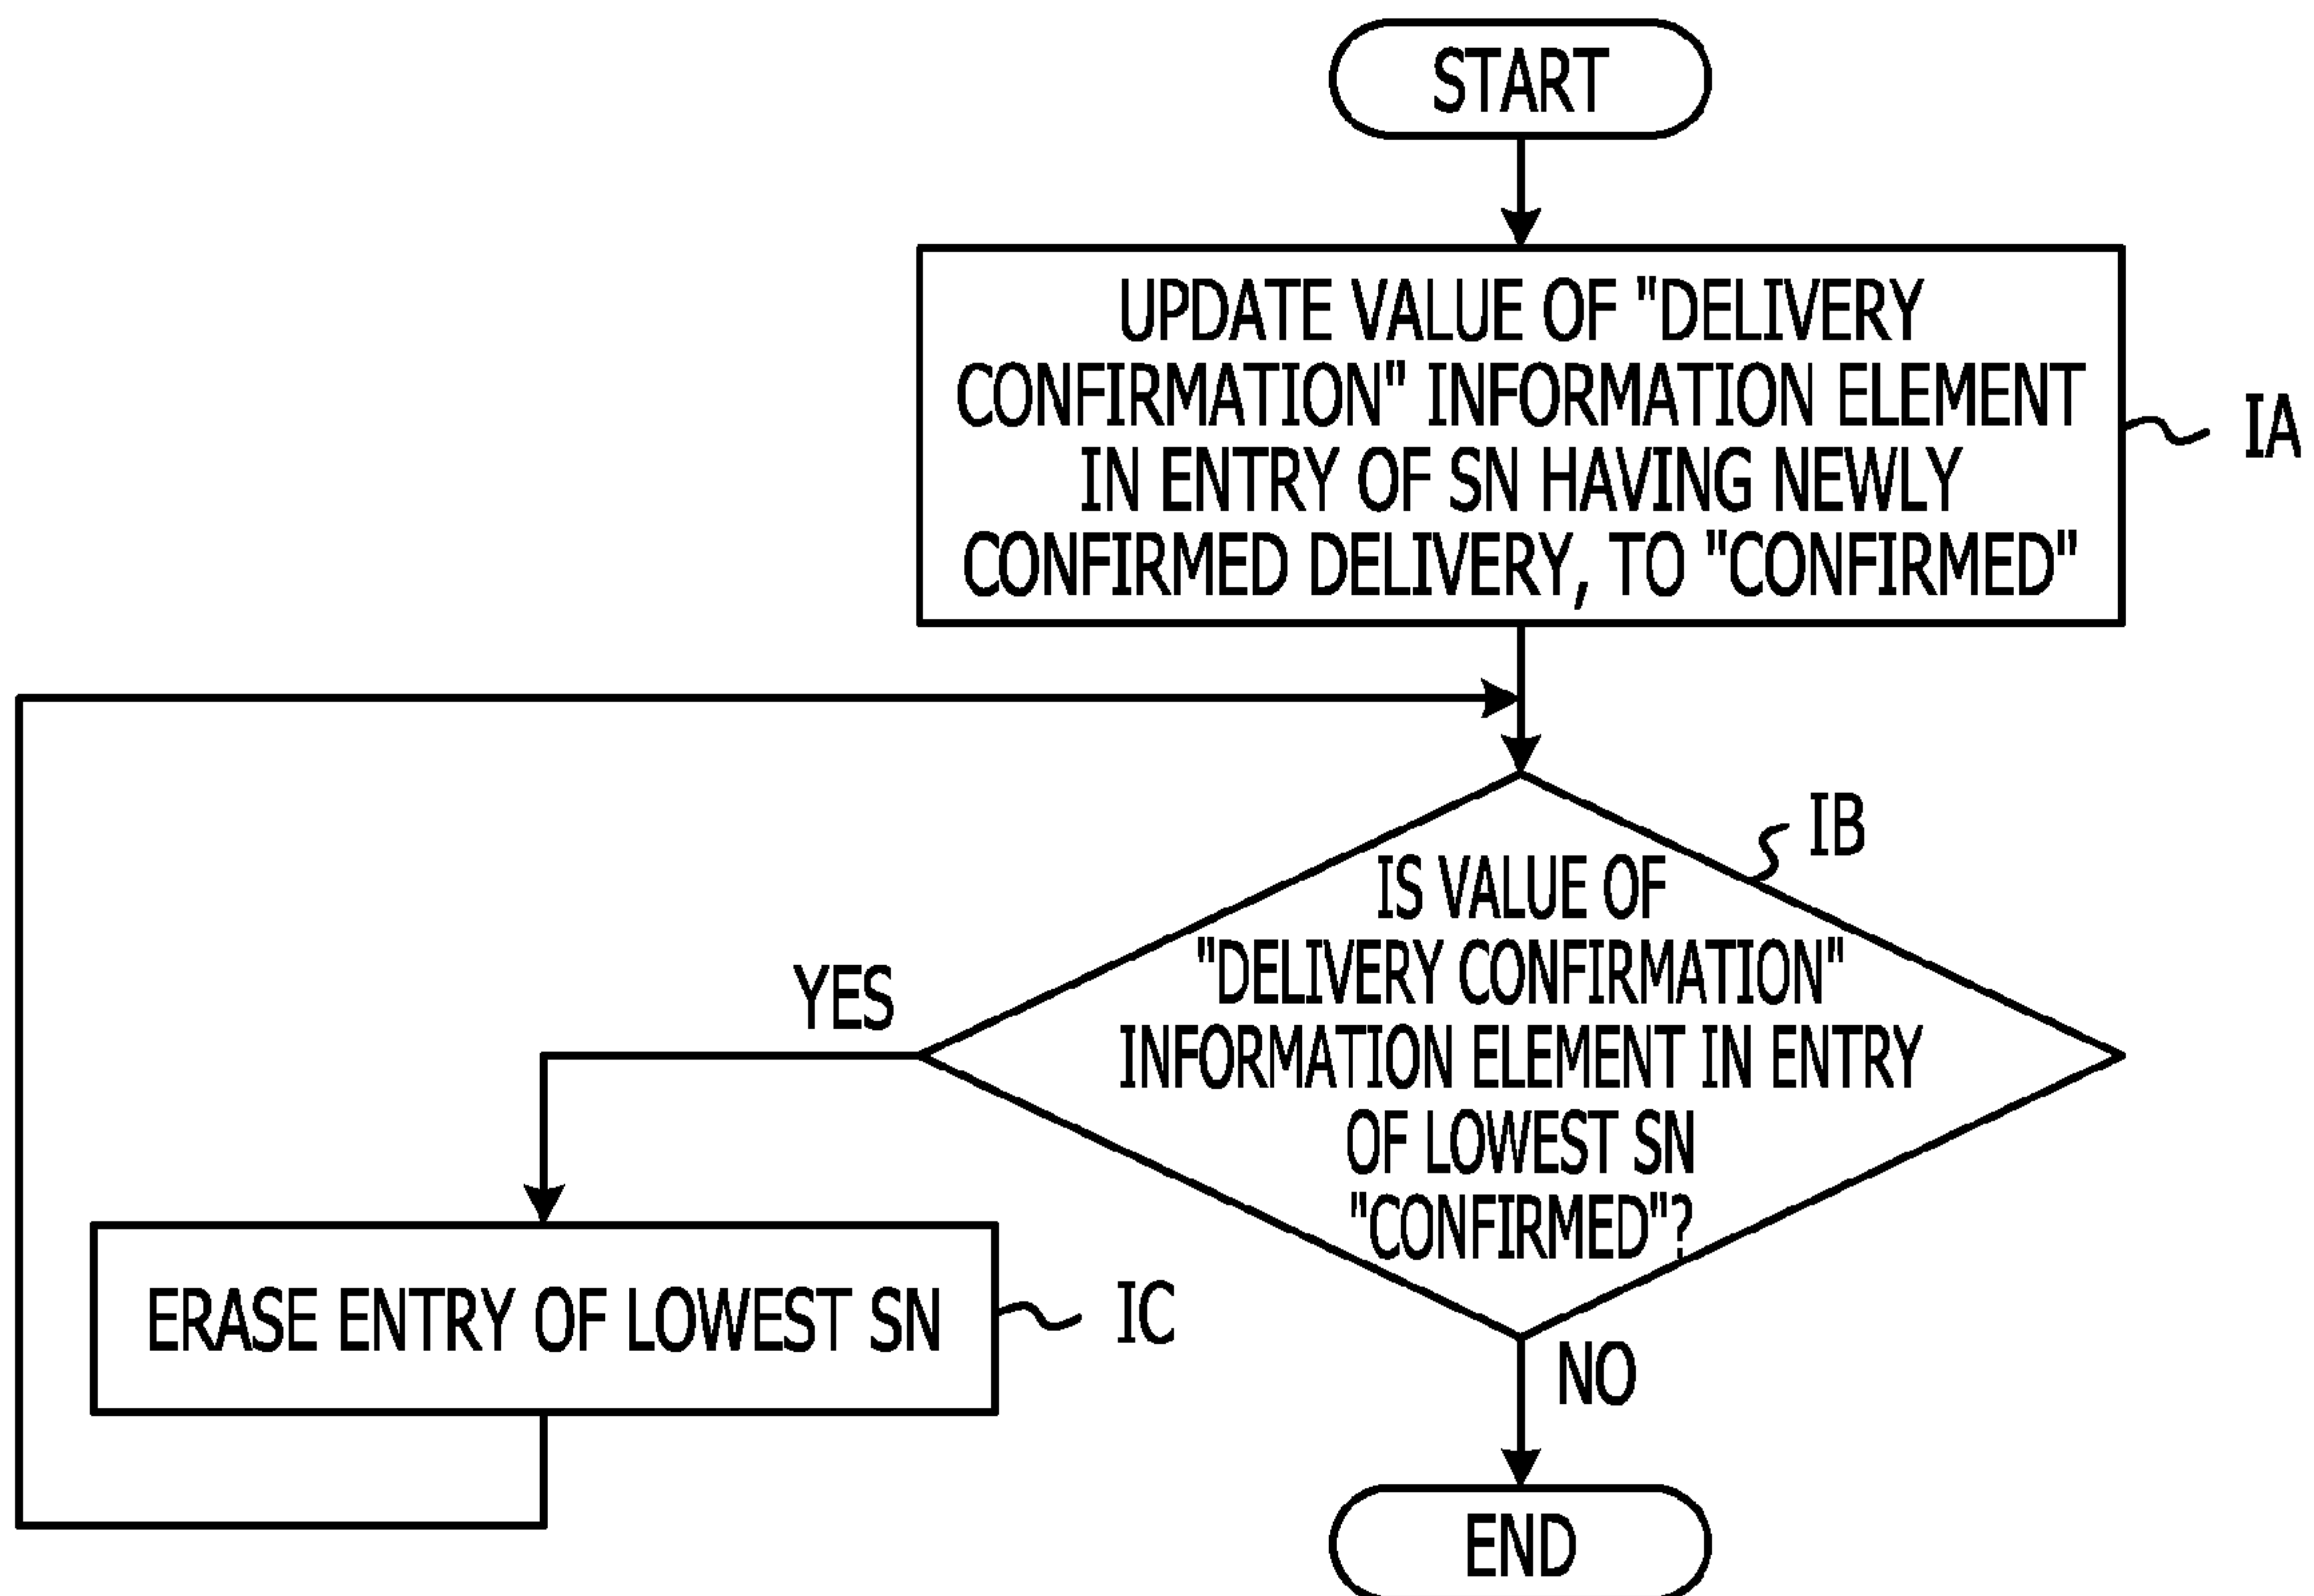 START
UPDATE VALUE OF "DELIVERY
CONFIRMATION" INFORMATION ELEMENT
IN ENTRY OF SN HAVING NEWLY
CONFIRMED DELIVERY, TO "CONFIRMED"
IA
IB
IS VALUE OF
"DELIVERY CONFIRMATION"
INFORMATION ELEMENT IN ENTRY
OF LOWEST SN
"CONFIRMED"?
YES
ERASE ENTRY OF LOWEST SN
IC
NO
END